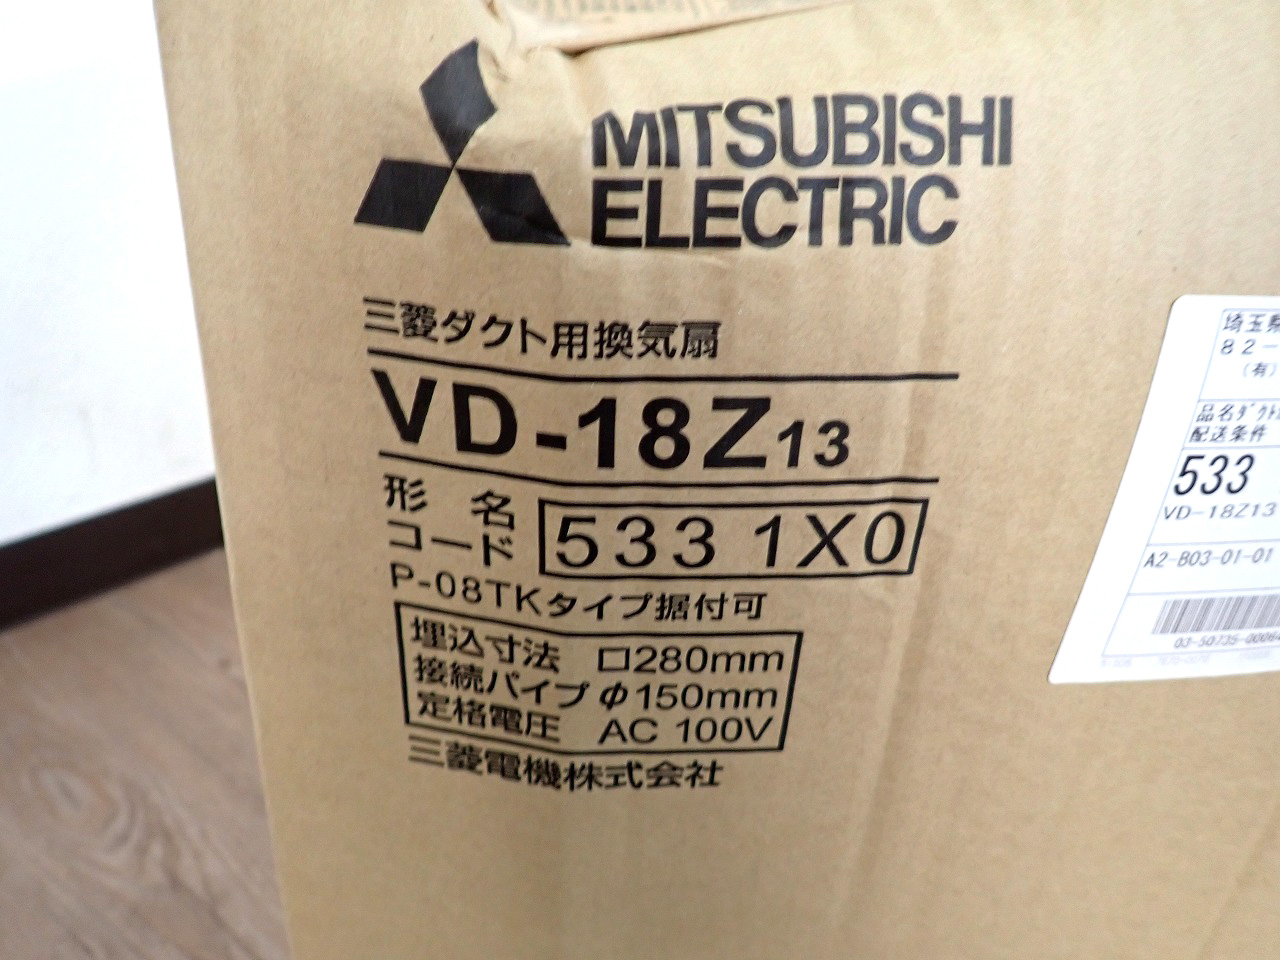 MITSUBISHI
ELECTRIC
三菱ダクト用換気扇
VD-18Z13
形名
コード 533 1X0
P-08TKタイプ据付可
埋込寸法 □280mm
接続パイプ φ150mm
定格電圧 AC 100V
三菱電機株式会社
埼玉県
82-
(有)
品名ダクト
配送条件
533
VD-18Z13
A2-B03-01-01
03-50735-0006